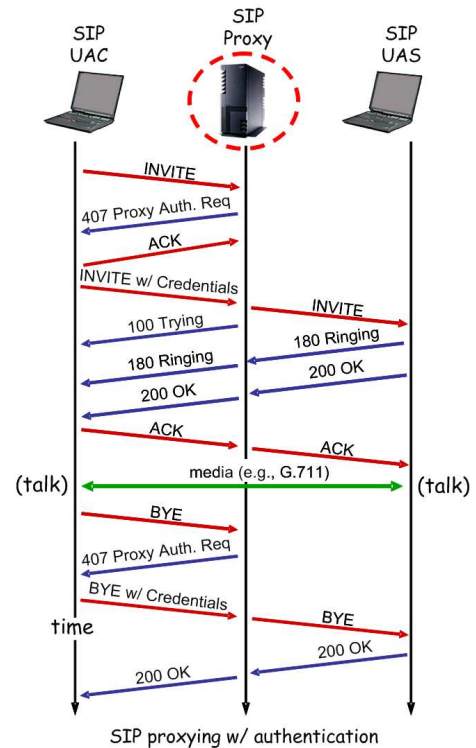 SIP
UAC
SIP
Proxy
SIP
UAS
INVITE
407 Proxy Auth. Req
ACK
INVITE w/ Credentials
INVITE
100 Trying
180 Ringing
180 Ringing
200 OK
200 OK
ACK
ACK
media (e.g., G.711)
(talk)
(talk)
BYE
407 Proxy Auth. Req
BYE w/ Credentials
BYE
time
200 OK
200 OK
SIP proxying w/ authentication